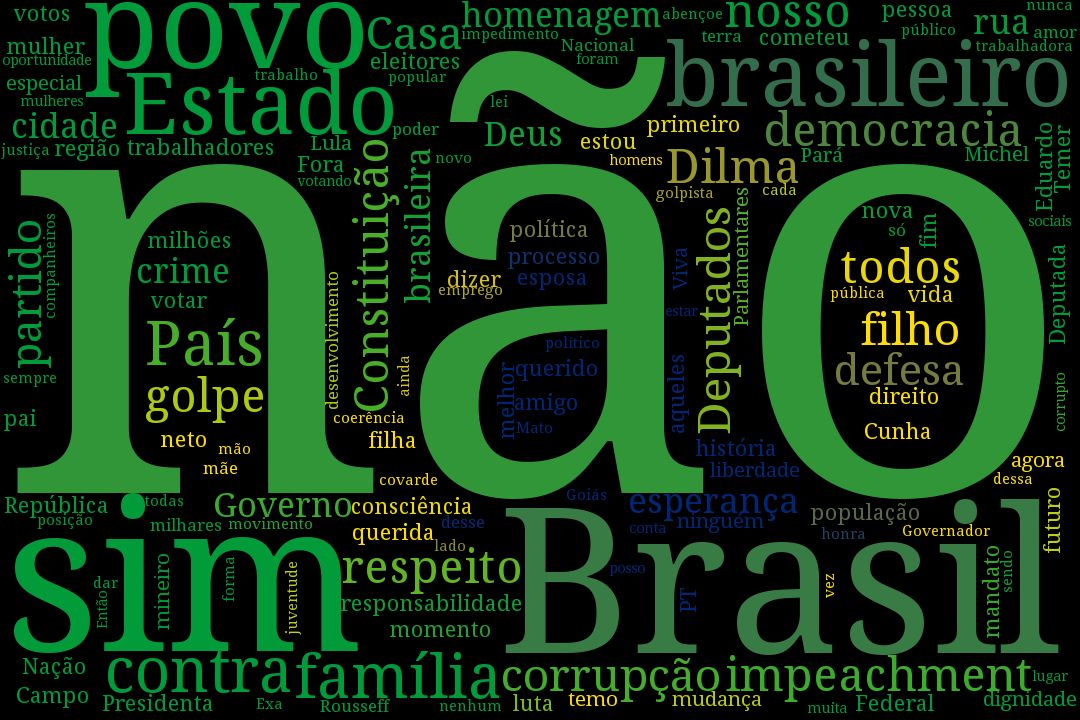 votos
povo
Casa
homenagem
abençoe
nosso
pessoa
rua
nunca
mulher
oportunidade
impedimento
Nacional
terra
cometeu
público
amor
trabalhadora
especial
mulheres
Estado
trabalho
eleitores
popular
foram
brasileiro
cidade
lei
justiça
região
trabalhadores
Lula
poder
Deus
estou
primeiro
democracia
Fora
votando
novo
homens
Dilma
Pará
Michel
Eduardo
Temer
golpista
cada
não
partido
companheiros
milhões
crime
votar
País
golpe
neto
mão
mãe
desenvolvimento
Constituição
brasileira
ainda
coerência
filha
covarde
política
processo
dizer
esposa
emprego
político
querido
melhor
amigo
Mato
Viva
estar
aqueles
Deputados
Parlamentares
história
liberdade
nova
só
fim
todos
pública
vida
filho
defesa
direito
Cunha
sociais
Deputada
corrupto
sempre
pai
agora
dessa
República
posição
todas
milhares
Governo
movimento
consciência
querida
desse
lado
Goiás
esperança
conta
ninguém
população
honra
Governador
futuro
sim
dar
Então
mineiro
forma
juventude
respeito
responsabilidade
momento
Brasil
posso
PT
vez
mandato
sendo
Nação
Campo
contra
Presidenta
Exa
família
Rousseff
nenhum
corrupção
luta
temo
mudança
impeachment
muita
Federal
lugar
dignidade